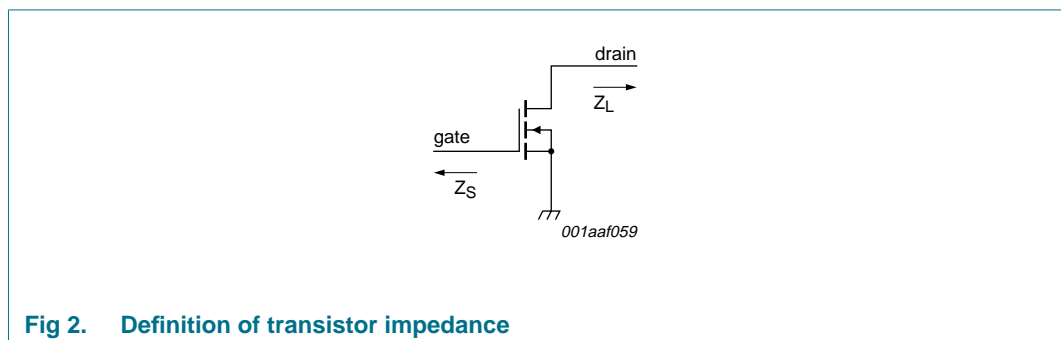 drain
Z_L
gate
Z_S
001aaf059
Fig 2. Definition of transistor impedance